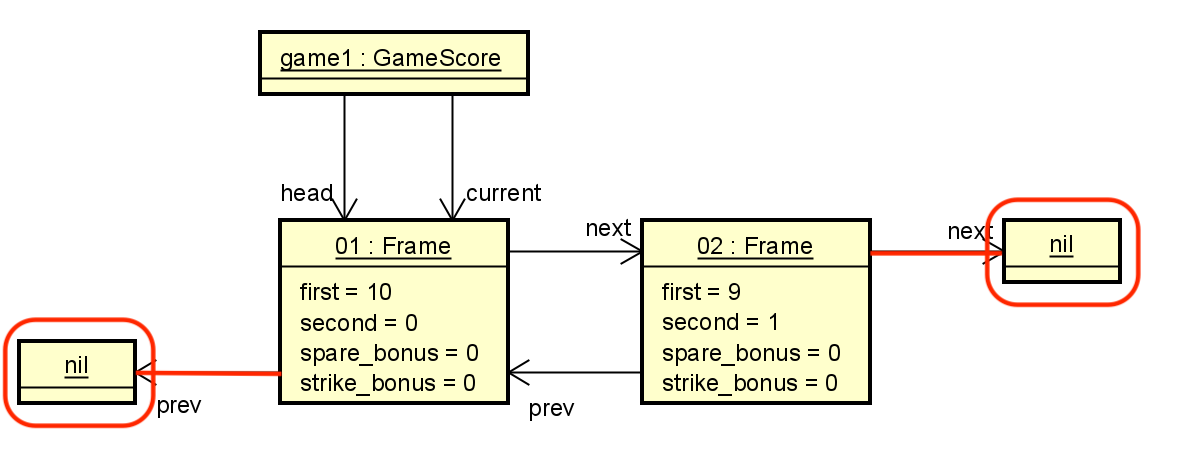 game1 : GameScore
head
current
01 : Frame
first = 10
second = 0
spare_bonus = 0
strike_bonus = 0
next
02 : Frame
first = 9
second = 1
spare_bonus = 0
strike_bonus = 0
next
nil
nil
prev
prev